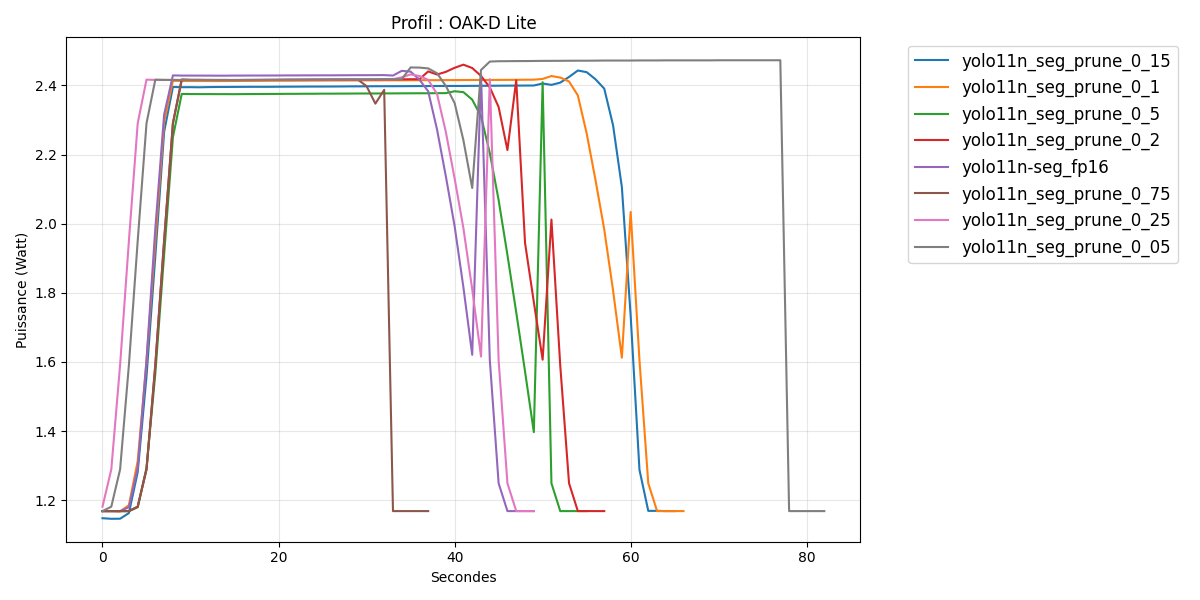 Profil : OAK-D Lite
Puissance (Watt)
2.4
2.2
2.0
1.8
1.6
1.4
1.2
0
20
40
60
80
Secondes
yolo11n_seg_prune_0_15
yolo11n_seg_prune_0_1
yolo11n_seg_prune_0_5
yolo11n_seg_prune_0_2
yolo11n-seg_fp16
yolo11n_seg_prune_0_75
yolo11n_seg_prune_0_25
yolo11n_seg_prune_0_05